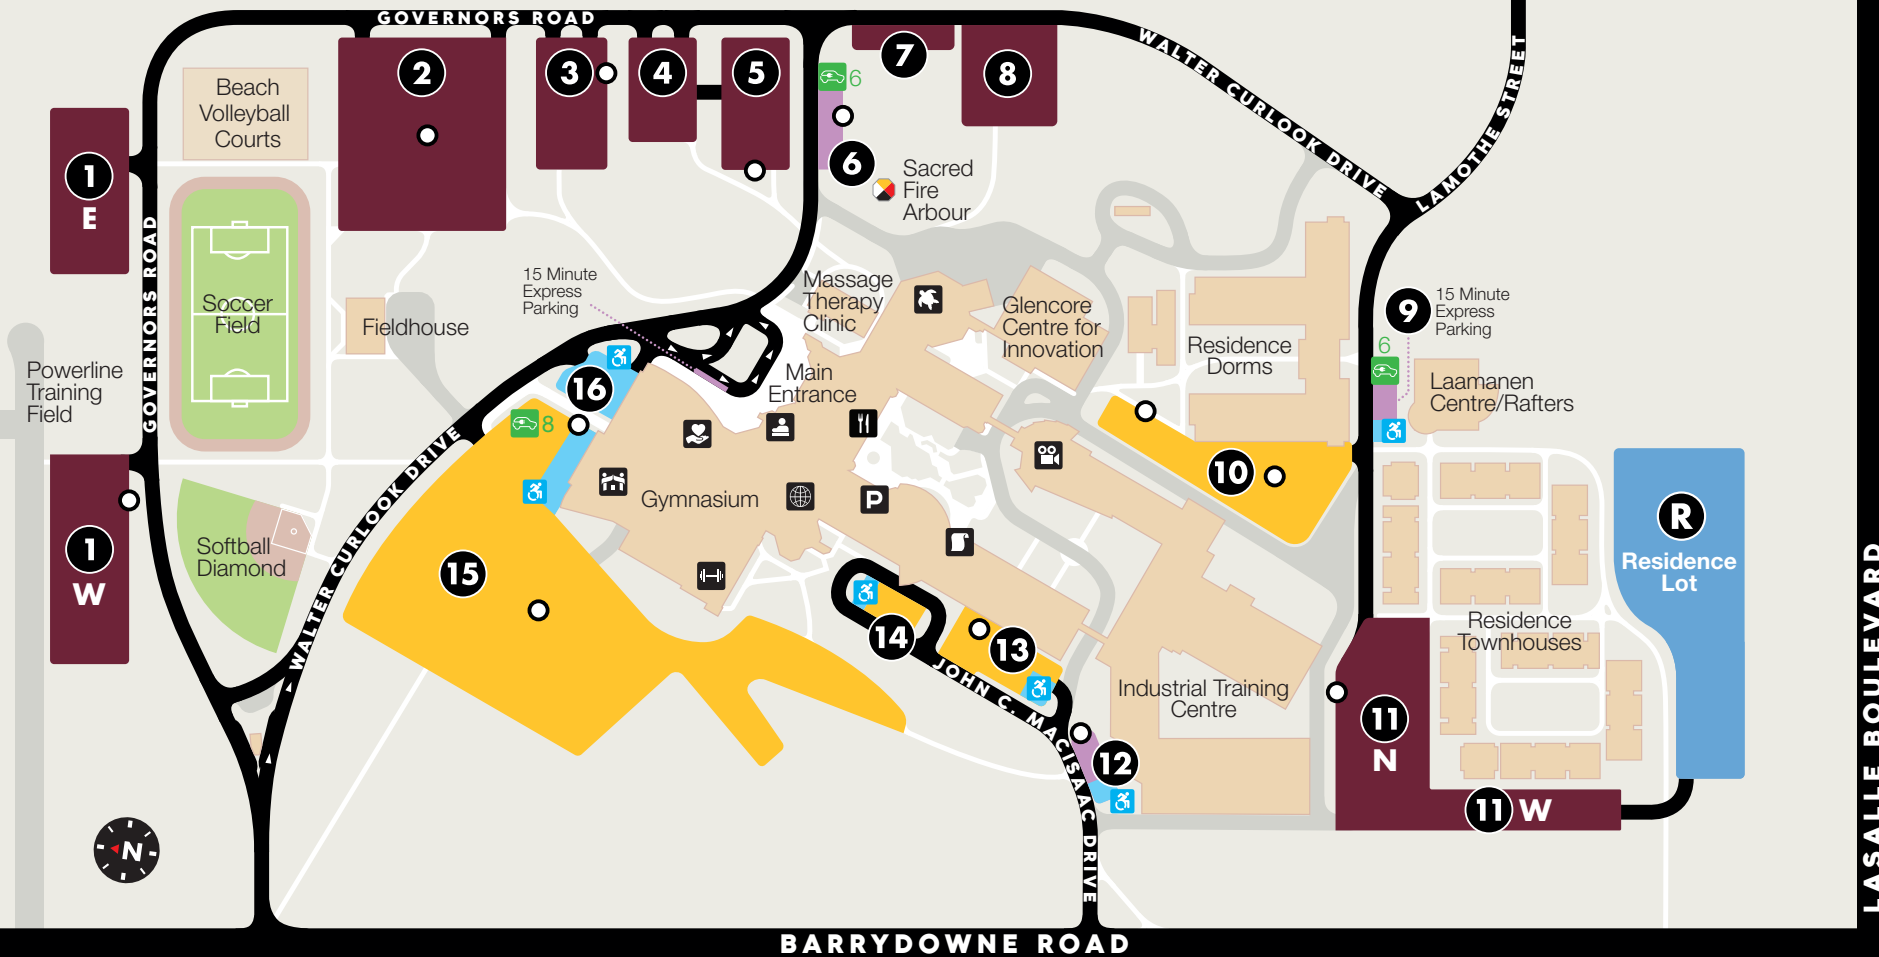 GOVERNORS ROAD
WALTER CURLOOK DRIVE
LAMOTHE STREET
2
3
4
5
7
8
6
6
Beach
Volleyball
Courts
1
E
Sacred
Fire
Arbour
GOVERNORS ROAD
Soccer
Field
Fieldhouse
15 Minute
Express
Parking
Massage
Therapy
Clinic
Glencore
Centre for
Innovation
Residence
Dorms
9
15 Minute
Express
Parking
6
Laamanen
Centre/Rafters
Powerline
Training
Field
16
Main
Entrance
8
WALTER CURLOOK DRIVE
10
Gymnasium
P
1
W
Softball
Diamond
15
R
Residence
Lot
14
13
JOHN C. MACISAAC DRIVE
Industrial Training
Centre
Residence
Townhouses
11
N
12
11 W
N
LASALLE BOULEVARD
BARRYDOWNE ROAD